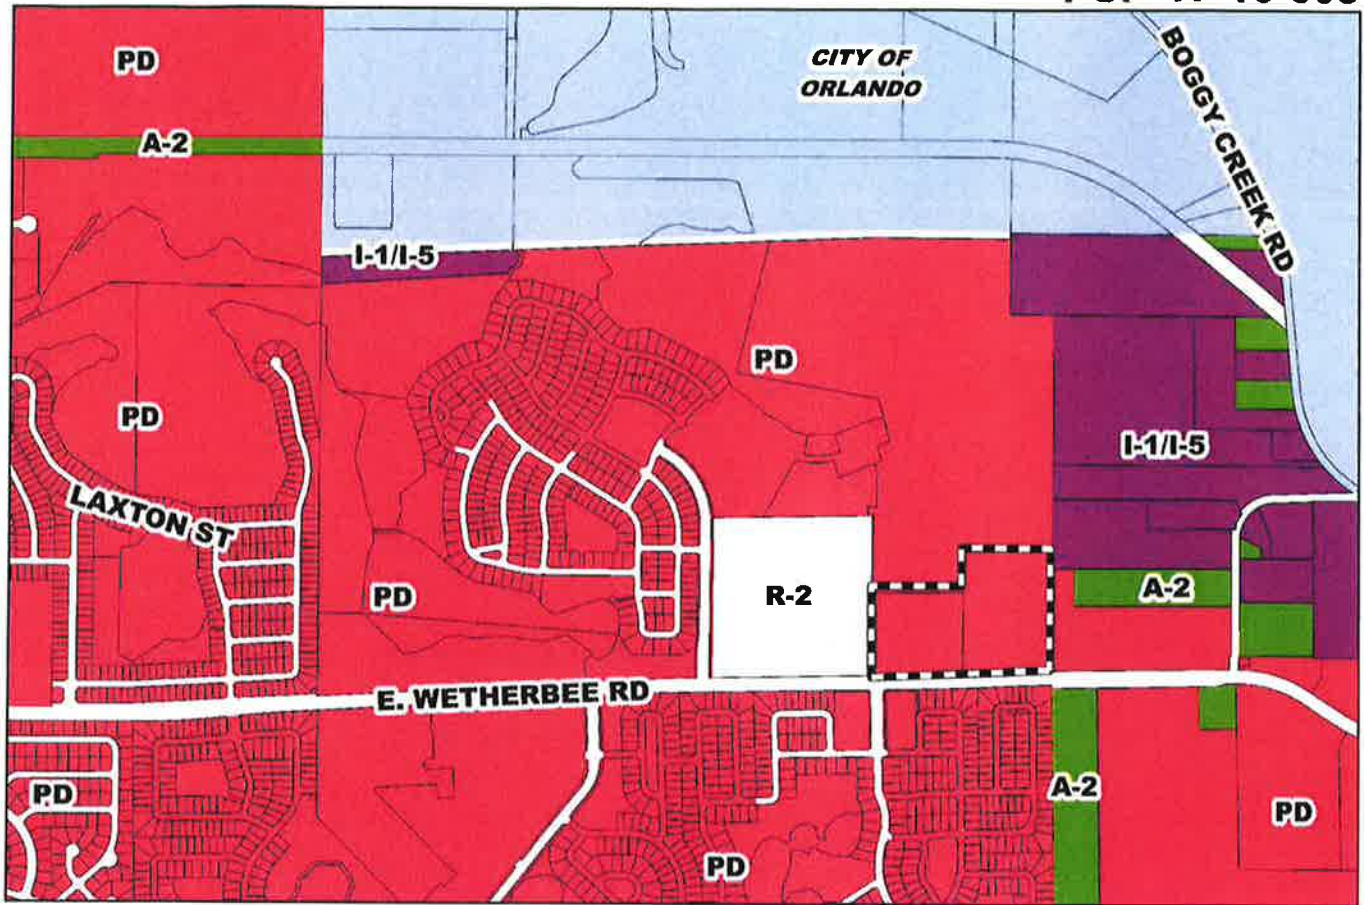 PD
CITY OF
ORLANDO
BOGGY CREEK RD
A-2
I-1/I-5
PD
PD
I-1/I-5
LAXTON ST
PD
R-2
A-2
E. WETHERBEE RD
PD
A-2
PD
PD